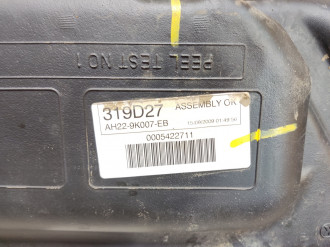 PEEL TEST NO 1
319D27 ASSEMBLY OK
AH22-9K007-EB
0005422711